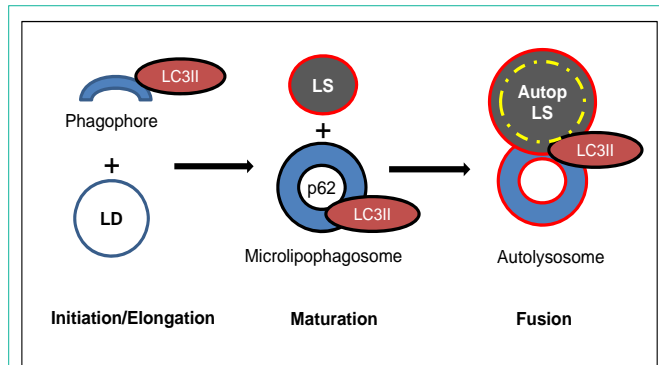 LC3II
Phagophore
+
LD
Initiation/Elongation
LS
+
p62
LC3II
Microlipophagosome
Maturation
Autop
LS
LC3II
Autolysosome
Fusion